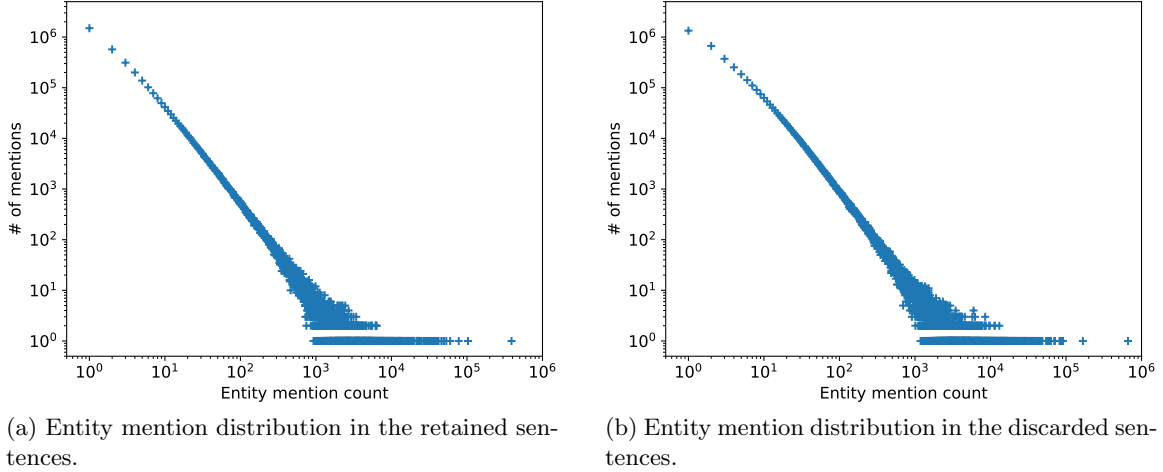 10^6
10^5
10^4
10^3
10^2
10^1
10^0
# of mentions
10^0 10^1 10^2 10^3 10^4 10^5 10^6
Entity mention count
(a) Entity mention distribution in the retained sen-
tences.
10^6
10^5
10^4
10^3
10^2
10^1
10^0
# of mentions
10^0 10^1 10^2 10^3 10^4 10^5 10^6
Entity mention count
(b) Entity mention distribution in the discarded sen-
tences.